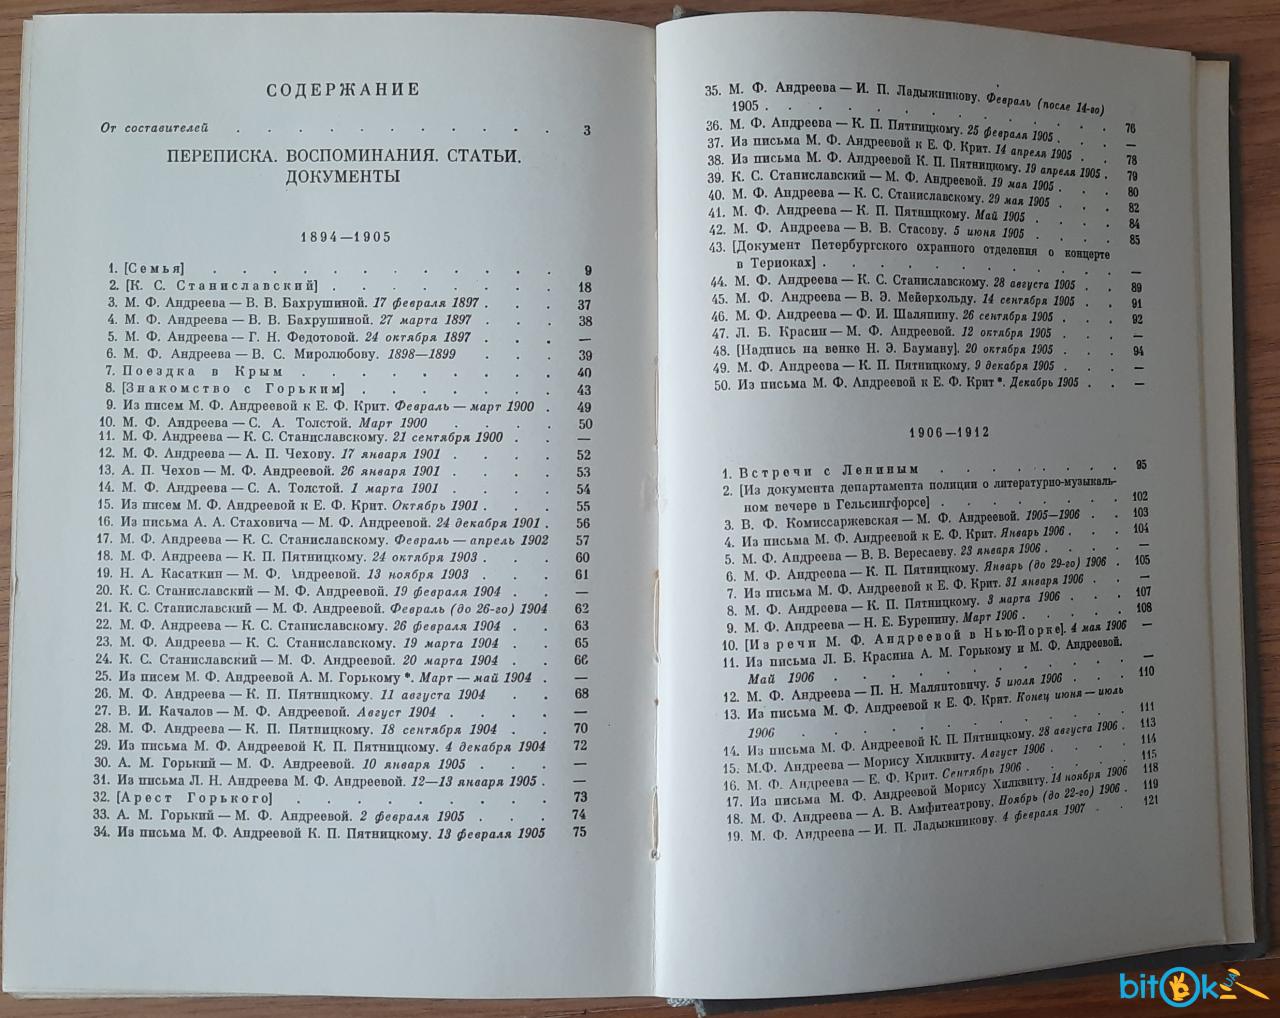 СОДЕРЖАНИЕ
От составителей . . . . . . . . . . . 3
ПЕРЕПИСКА. ВОСПОМИНАНИЯ. СТАТЬИ.
ДОКУМЕНТЫ
1894—1905
1. [Семья] . . . . . . . . . . . 9
2. [К. С. Станиславский] . . . . . . . 18
3. М. Ф. Андреева — В. В. Бахрушиной. 17 февраля 1897 . . . 37
4. М. Ф. Андреева — В. В. Бахрушиной. 27 марта 1897 . . . 38
5. М. Ф. Андреева — Г. Н. Федотовой. 24 октября 1897 . . . —
6. М. Ф. Андреева — В. С. Миролюбову. 1898—1899 . . . 39
7. Поездка в Крым . . . . . . . . 40
8. [Знакомство с Горьким] . . . . . . 43
9. Из писем М. Ф. Андреевой к Е. Ф. Крит. Февраль — март 1900 . 49
10. М. Ф. Андреева — С. А. Толстой. Март 1900 . . . . 50
11. М. Ф. Андреева — К. С. Станиславскому. 21 сентября 1900 . . —
12. М. Ф. Андреева — А. П. Чехову. 17 января 1901 . . . . 52
13. А. П. Чехов — М. Ф. Андреевой. 26 января 1901 . . . . 53
14. М. Ф. Андреева — С. А. Толстой. 1 марта 1901 . . . . 54
15. Из писем М. Ф. Андреевой к Е. Ф. Крит. Октябрь 1901 . . . 55
16. Из письма А. А. Стаховича — М. Ф. Андреевой. 24 декабря 1901 . 56
17. М. Ф. Андреева — К. С. Станиславскому. Февраль — апрель 1902 57
18. М. Ф. Андреева — К. П. Пятницкому. 24 октября 1903 . . . 60
19. Н. А. Касаткин — М. Ф. Андреевой. 13 ноября 1903 . . . 61
20. К. С. Станиславский — М. Ф. Андреевой. 19 февраля 1904 . . —
21. К. С. Станиславский — М. Ф. Андреевой. Февраль (до 26-го) 1904 62
22. М. Ф. Андреева — К. С. Станиславскому. 26 февраля 1904 . . 63
23. М. Ф. Андреева — К. С. Станиславскому. 19 марта 1904 . . 65
24. К. С. Станиславский — М. Ф. Андреевой. 20 марта 1904 . . 66
25. Из писем М. Ф. Андреевой А. М. Горькому *. Март — май 1904 . —
26. М. Ф. Андреева — К. П. Пятницкому. 11 августа 1904 . . 68
27. В. И. Качалов — М. Ф. Андреевой. Август 1904 . . . . —
28. М. Ф. Андреева — К. П. Пятницкому. 18 сентября 1904 . . 70
29. Из письма М. Ф. Андреевой К. П. Пятницкому. 4 декабря 1904 72
30. А. М. Горький — М. Ф. Андреевой. 10 января 1905 . . . —
31. Из письма Л. Н. Андреева М. Ф. Андреевой. 12—13 января 1905 . —
32. [Арест Горького] . . . . . . . . 73
33. А. М. Горький — М. Ф. Андреевой. 2 февраля 1905 . . . 74
34. Из письма М. Ф. Андреевой К. П. Пятницкому. 13 февраля 1905 75
35. М. Ф. Андреева — И. П. Ладыжникову. Февраль (после 14-го)
1905 . . . . . . . . . . . 76
36. М. Ф. Андреева — К. П. Пятницкому. 25 февраля 1905 . . . —
37. Из письма М. Ф. Андреевой к Е. Ф. Крит. 14 апреля 1905 . . 78
38. Из письма М. Ф. Андреевой К. П. Пятницкому. 19 апреля 1905 . 79
39. К. С. Станиславский — М. Ф. Андреевой. 19 мая 1905 . . . 80
40. М. Ф. Андреева — К. С. Станиславскому. 29 мая 1905 . . . 82
41. М. Ф. Андреева — К. П. Пятницкому. Май 1905 . . . . 84
42. М. Ф. Андреева — В. В. Стасову. 5 июня 1905 . . . . 85
43. [Документ Петербургского охранного отделения о концерте
в Териоках] . . . . . . . . . —
44. М. Ф. Андреева — К. С. Станиславскому. 28 августа 1905 . . 89
45. М. Ф. Андреева — В. Э. Мейерхольду. 14 сентября 1905 . . 91
46. М. Ф. Андреева — Ф. И. Шаляпину. 26 сентября 1905 . . . 92
47. Л. Б. Красин — М. Ф. Андреевой. 12 октября 1905 . . . —
48. [Надпись на венке Н. Э. Бауману]. 20 октября 1905 . . . 94
49. М. Ф. Андреева — К. П. Пятницкому. 9 декабря 1905 . . . —
50. Из письма М. Ф. Андреевой к Е. Ф. Крит *. Декабрь 1905 . . —
1906—1912
1. Встречи с Лениным . . . . . . . . 95
2. [Из документа департамента полиции о литературно-музыкаль-
ном вечере в Гельсингфорсе] . . . . . . 102
3. В. Ф. Комиссаржевская — М. Ф. Андреевой. 1905—1906 . . . 103
4. Из письма М. Ф. Андреевой к Е. Ф. Крит. Январь 1906 . . . 104
5. М. Ф. Андреева — В. В. Вересаеву. 23 января 1906 . . . —
6. М. Ф. Андреева — К. П. Пятницкому. Январь (до 29-го) 1906 . 105
7. Из письма М. Ф. Андреевой к Е. Ф. Крит. 31 января 1906 . . —
8. М. Ф. Андреева — К. П. Пятницкому. 3 марта 1906 . . . 107
9. М. Ф. Андреева — Н. Е. Буренину. Март 1906 . . . . 108
10. [Из речи М. Ф. Андреевой в Нью-Йорке]. 4 мая 1906 —
11. Из письма Л. Б. Красина А. М. Горькому и М. Ф. Андреевой.
Май 1906 . . . . . . . . . —
12. М. Ф. Андреева — П. Н. Малянтовичу. 5 июля 1906 . . . 110
13. Из письма М. Ф. Андреевой к Е. Ф. Крит. Конец июня — июль
1906 . . . . . . . . . . 111
14. Из письма М. Ф. Андреевой К. П. Пятницкому. 28 августа 1906 . 113
15. М.Ф. Андреева — Морису Хилквиту. Август 1906 . . . . 114
16. М. Ф. Андреева — Е. Ф. Крит. Сентябрь 1906 . . . . 115
17. Из письма М. Ф. Андреевой Морису Хилквиту. 14 ноября 1906 118
18. М. Ф. Андреева — А. В. Амфитеатрову. Ноябрь (до 22-го) 1906 . 119
19. М. Ф. Андреева — И. П. Ладыжникову. 4 февраля 1907 . . 121
bitOk UA